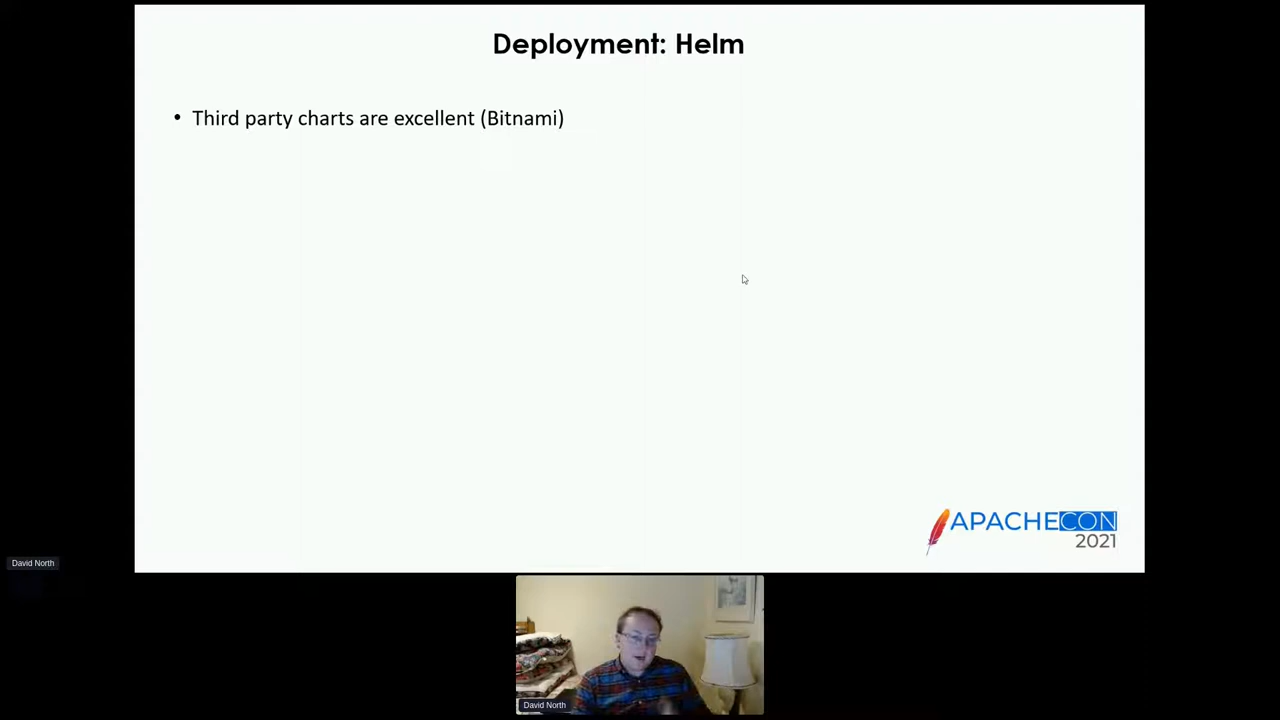 Deployment: Helm
• Third party charts are excellent (Bitnami)
APACHECON
2021
David North
David North